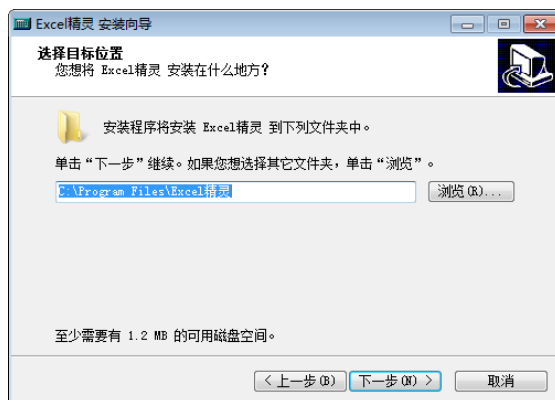 Excel精灵 安装向导
选择目标位置
您想将 Excel精灵 安装在什么地方?
安装程序将安装 Excel精灵 到下列文件夹中。
单击“下一步”继续。如果您想选择其它文件夹，单击“浏览”。
C:\Program Files\Excel精灵
浏览(R)...
至少需要有 1.2 MB 的可用磁盘空间。
< 上一步(B)
下一步(N) >
取消